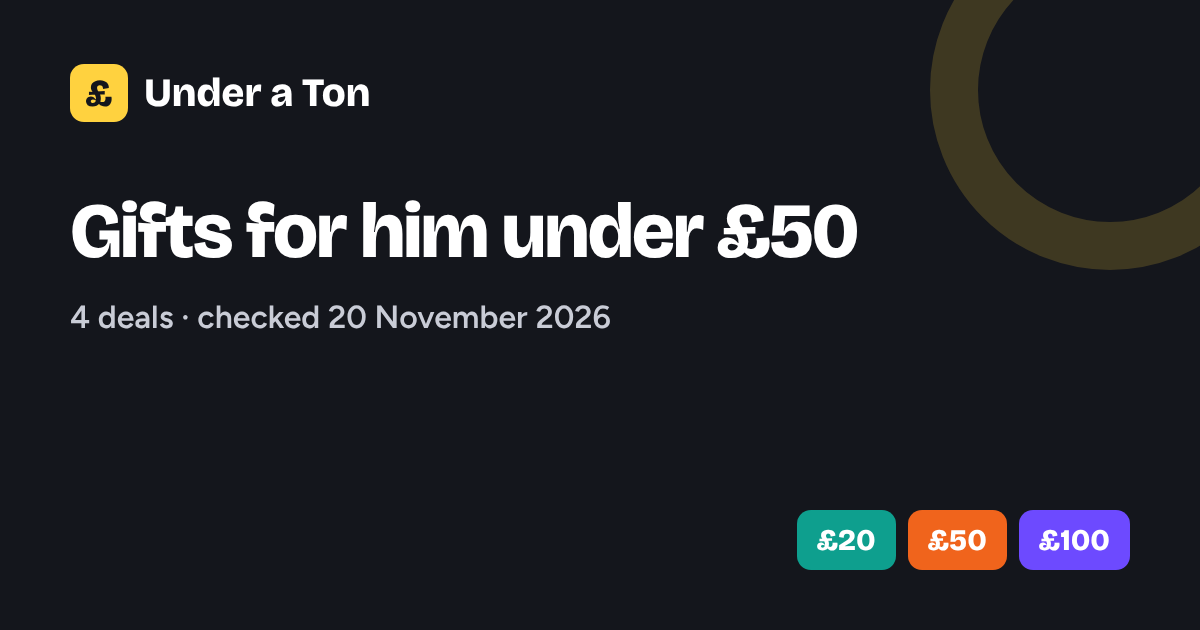 £ Under a Ton
Gifts for him under £50
4 deals · checked 20 November 2026
£20 £50 £100